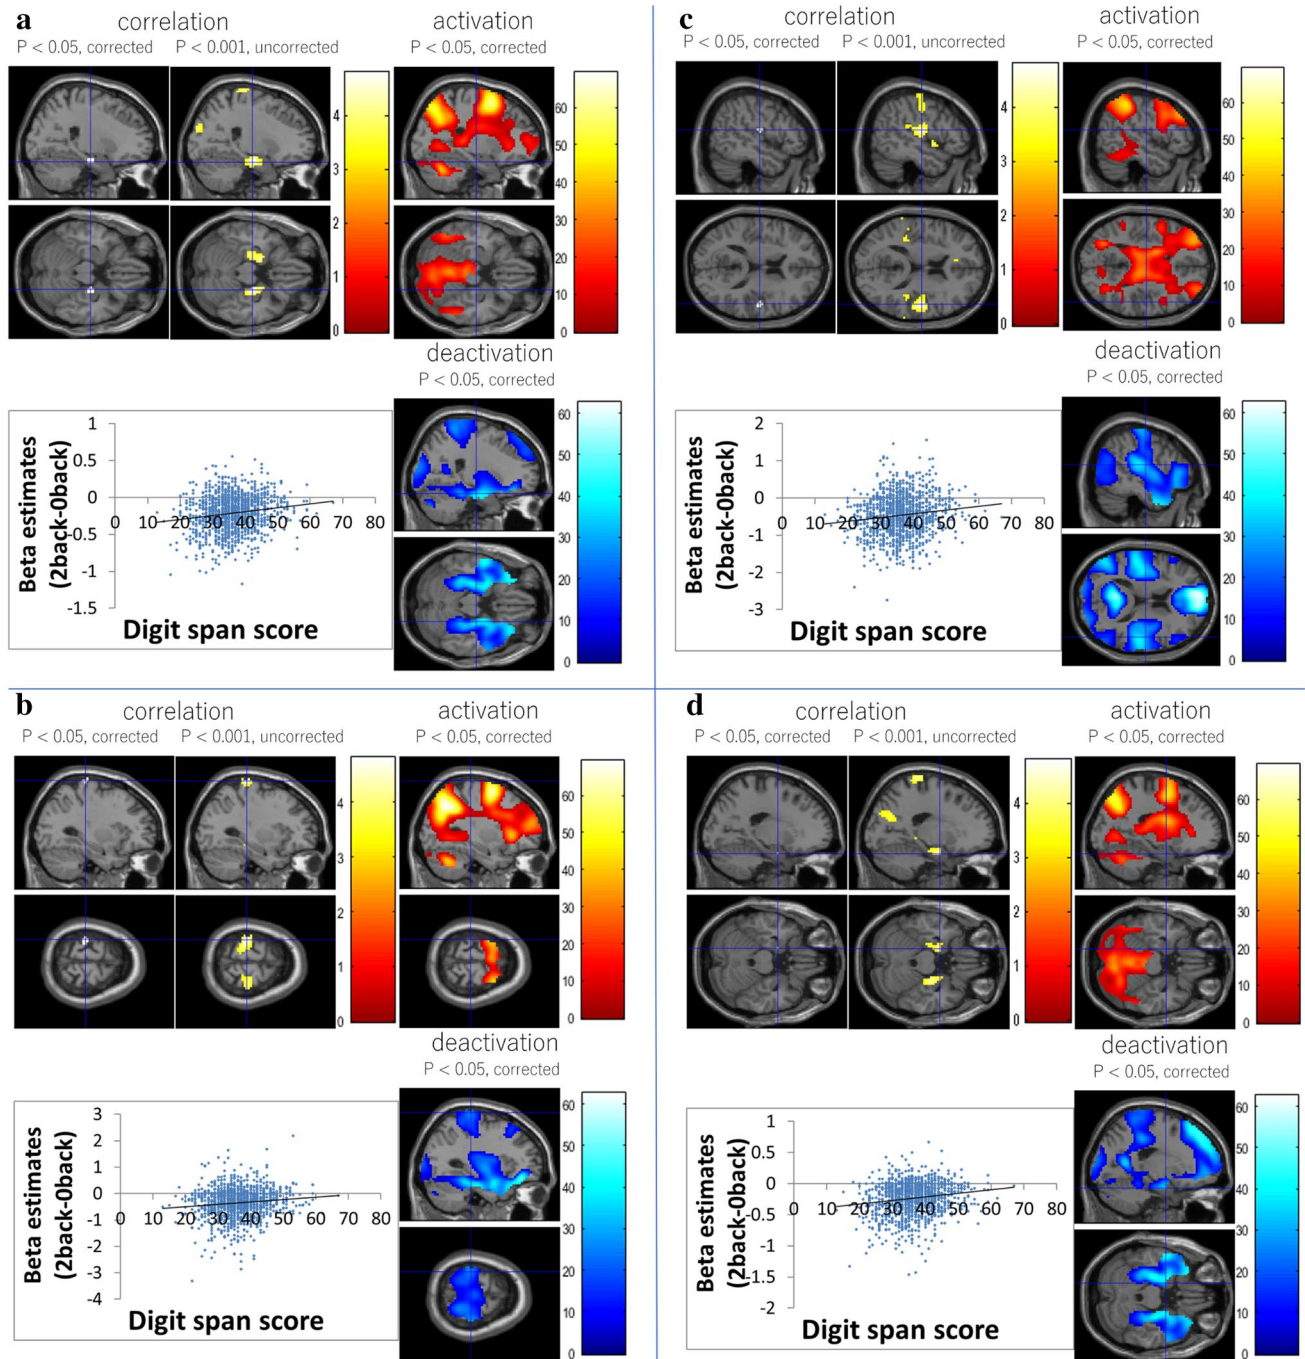 a
correlation
P < 0.05, corrected P < 0.001, uncorrected
activation
P < 0.05, corrected
4
3
2
1
0
60
50
40
30
20
10
0
deactivation
P < 0.05, corrected
60
50
40
30
20
10
0
Beta estimates
(2back-0back)
1
0.5
0
-0.5
-1
-1.5
0 10 20 30 40 50 60 70 80
Digit span score
c
correlation
P < 0.05, corrected P < 0.001, uncorrected
activation
P < 0.05, corrected
4
3
2
1
0
60
50
40
30
20
10
0
deactivation
P < 0.05, corrected
60
50
40
30
20
10
0
Beta estimates
(2back-0back)
2
1
0
-1
-2
-3
0 10 20 30 40 50 60 70 80
Digit span score
b
correlation
P < 0.05, corrected P < 0.001, uncorrected
activation
P < 0.05, corrected
4
3
2
1
0
60
50
40
30
20
10
0
deactivation
P < 0.05, corrected
60
50
40
30
20
10
0
Beta estimates
(2back-0back)
3
2
1
0
-1
-2
-3
-4
0 10 20 30 40 50 60 70 80
Digit span score
d
correlation
P < 0.05, corrected P < 0.001, uncorrected
activation
P < 0.05, corrected
4
3
2
1
0
60
50
40
30
20
10
0
deactivation
P < 0.05, corrected
60
50
40
30
20
10
0
Beta estimates
(2back-0back)
1
0.5
0
-0.5
-1
-1.5
-2
0 10 20 30 40 50 60 70 80
Digit span score